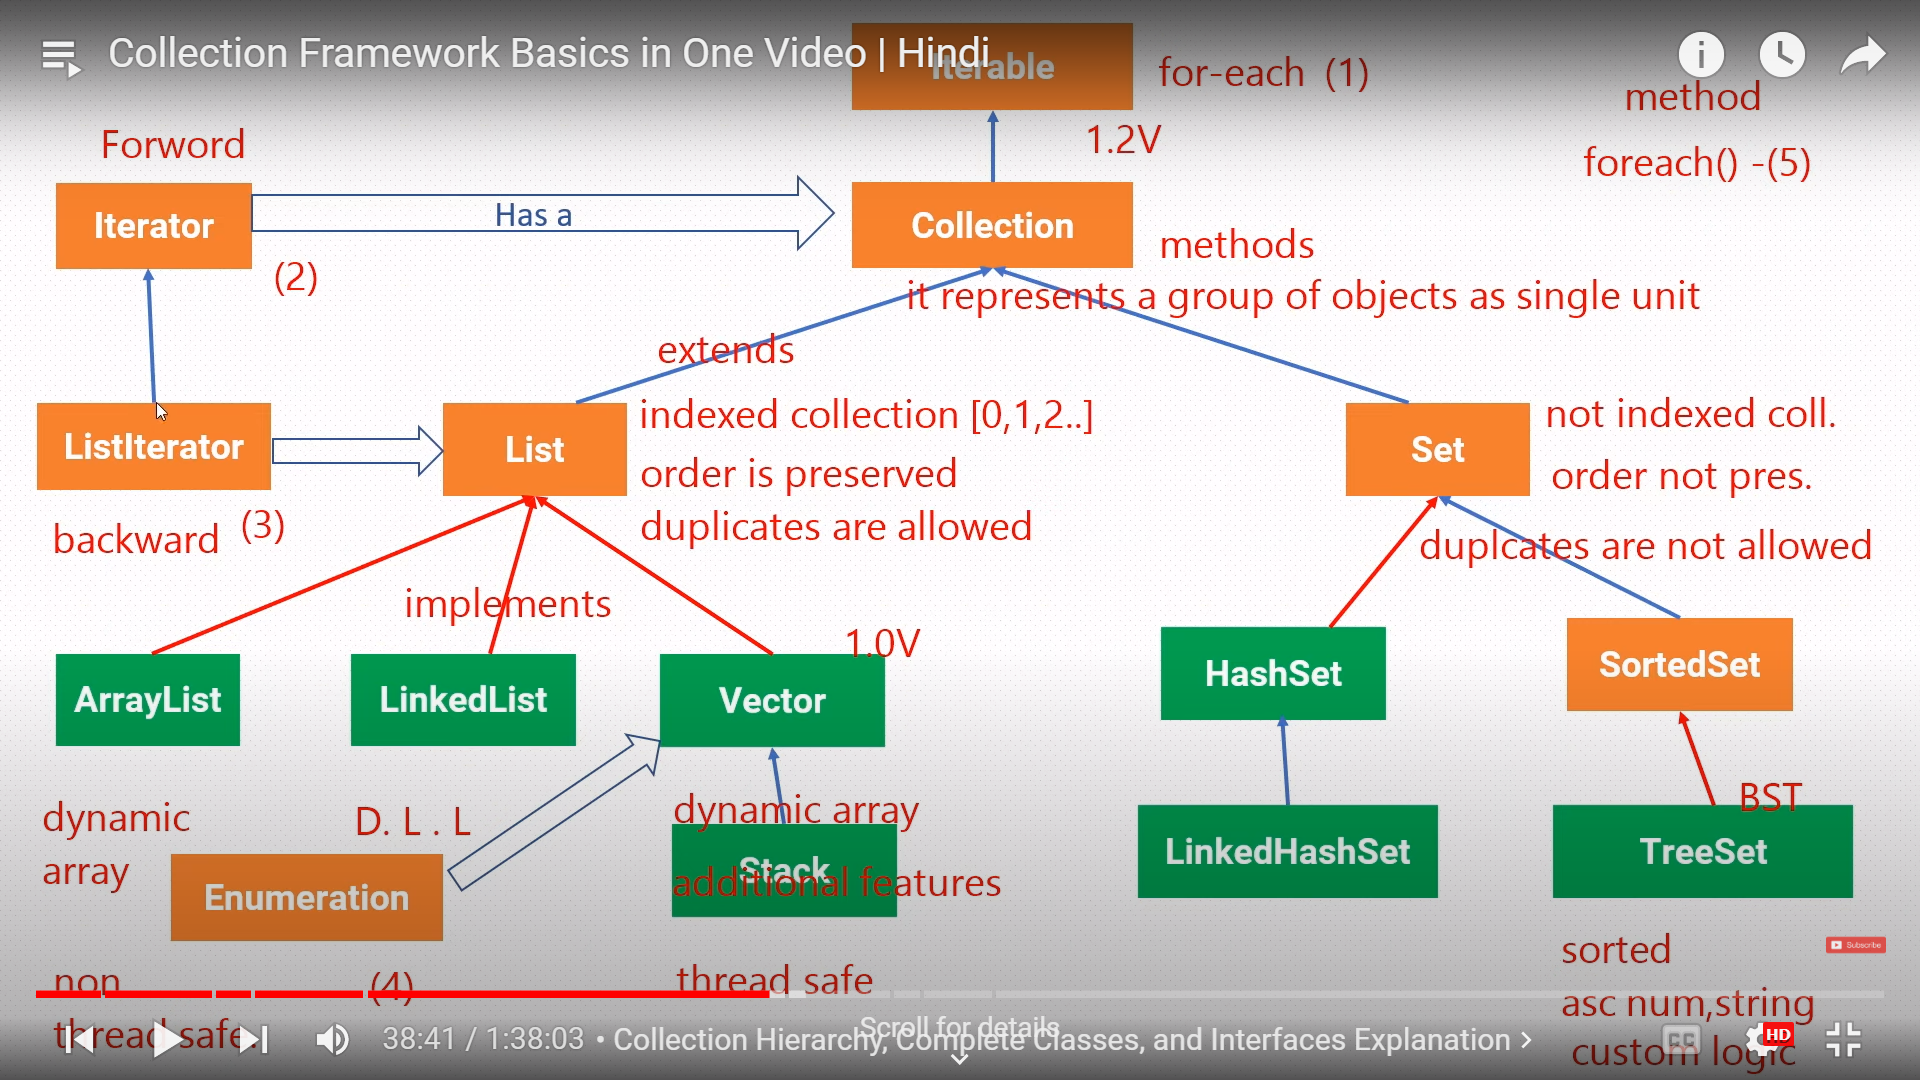 Collection Framework Basics in One Video | Hindi
Iterable
for-each (1)
method
1.2V
Forword
foreach() -(5)
Iterator
Has a
Collection
methods
(2)
it represents a group of objects as single unit
extends
ListIterator
List
indexed collection [0,1,2..]
order is preserved
duplicates are allowed
Set
not indexed coll.
order not pres.
duplcates are not allowed
backward
(3)
implements
1.0V
ArrayList
LinkedList
Vector
HashSet
SortedSet
dynamic
array
D. L . L
dynamic array
Stack
additional features
BST
LinkedHashSet
TreeSet
Enumeration
non
thread safe.
(4)
thread safe
sorted
Subscribe
asc num,string
custom logic
Scroll for details
38:41 / 1:38:03 • Collection Hierarchy, Complete Classes, and Interfaces Explanation >
CC
HD